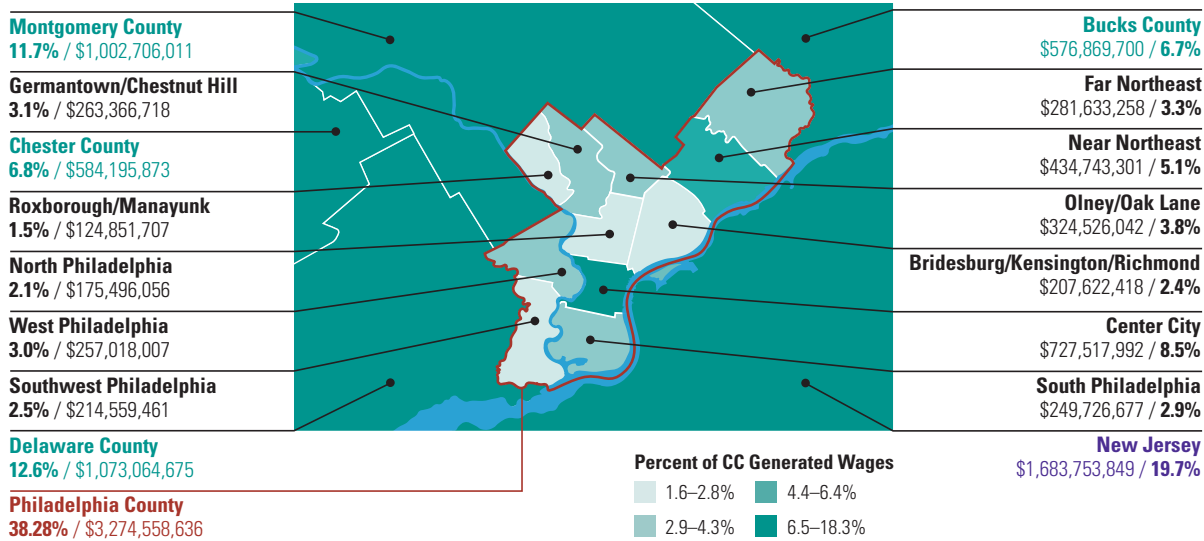 Montgomery County
11.7% / $1,002,706,011
Germantown/Chestnut Hill
3.1% / $263,366,718
Chester County
6.8% / $584,195,873
Roxborough/Manayunk
1.5% / $124,851,707
North Philadelphia
2.1% / $175,496,056
West Philadelphia
3.0% / $257,018,007
Southwest Philadelphia
2.5% / $214,559,461
Delaware County
12.6% / $1,073,064,675
Philadelphia County
38.28% / $3,274,558,636
Bucks County
$576,869,700 / 6.7%
Far Northeast
$281,633,258 / 3.3%
Near Northeast
$434,743,301 / 5.1%
Olney/Oak Lane
$324,526,042 / 3.8%
Bridesburg/Kensington/Richmond
$207,622,418 / 2.4%
Center City
$727,517,992 / 8.5%
South Philadelphia
$249,726,677 / 2.9%
New Jersey
$1,683,753,849 / 19.7%
Percent of CC Generated Wages
1.6–2.8%
4.4–6.4%
2.9–4.3%
6.5–18.3%